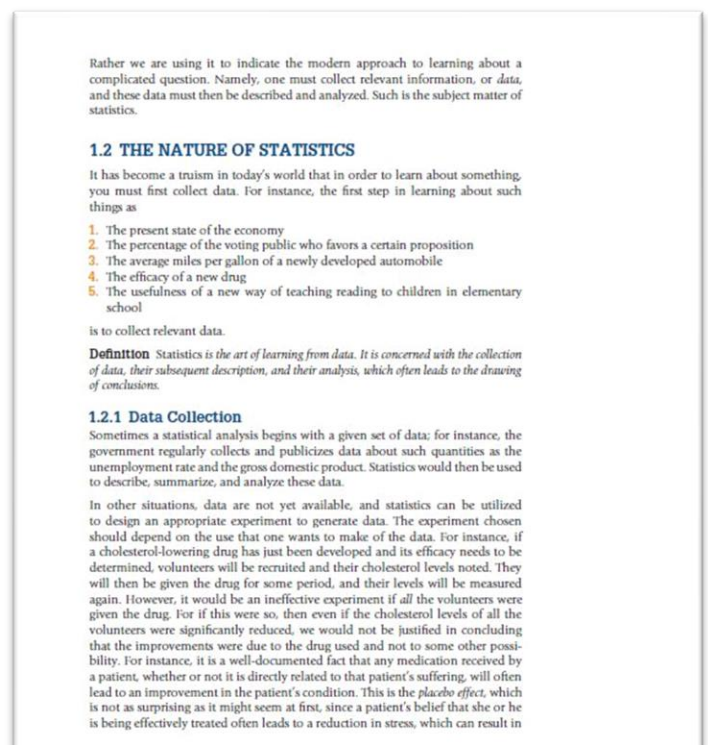 Rather we are using it to indicate the modern approach to learning about a
complicated question. Namely, one must collect relevant information, or data,
and these data must then be described and analyzed. Such is the subject matter of
statistics.
1.2 THE NATURE OF STATISTICS
It has become a truism in today's world that in order to learn about something,
you must first collect data. For instance, the first step in learning about such
things as
1. The present state of the economy
2. The percentage of the voting public who favors a certain proposition
3. The average miles per gallon of a newly developed automobile
4. The efficacy of a new drug
5. The usefulness of a new way of teaching reading to children in elementary
school
is to collect relevant data.
Definition Statistics is the art of learning from data. It is concerned with the collection
of data, their subsequent description, and their analysis, which often leads to the drawing
of conclusions.
1.2.1 Data Collection
Sometimes a statistical analysis begins with a given set of data; for instance, the
government regularly collects and publicizes data about such quantities as the
unemployment rate and the gross domestic product. Statistics would then be used
to describe, summarize, and analyze these data.
In other situations, data are not yet available, and statistics can be utilized
to design an appropriate experiment to generate data. The experiment chosen
should depend on the use that one wants to make of the data. For instance, if
a cholesterol-lowering drug has just been developed and its efficacy needs to be
determined, volunteers will be recruited and their cholesterol levels noted. They
will then be given the drug for some period, and their levels will be measured
again. However, it would be an ineffective experiment if all the volunteers were
given the drug. For if this were so, then even if the cholesterol levels of all the
volunteers were significantly reduced, we would not be justified in concluding
that the improvements were due to the drug used and not to some other possi-
bility. For instance, it is a well-documented fact that any medication received by
a patient, whether or not it is directly related to that patient's suffering, will often
lead to an improvement in the patient's condition. This is the placebo effect, which
is not as surprising as it might seem at first, since a patient's belief that she or he
is being effectively treated often leads to a reduction in stress, which can result in